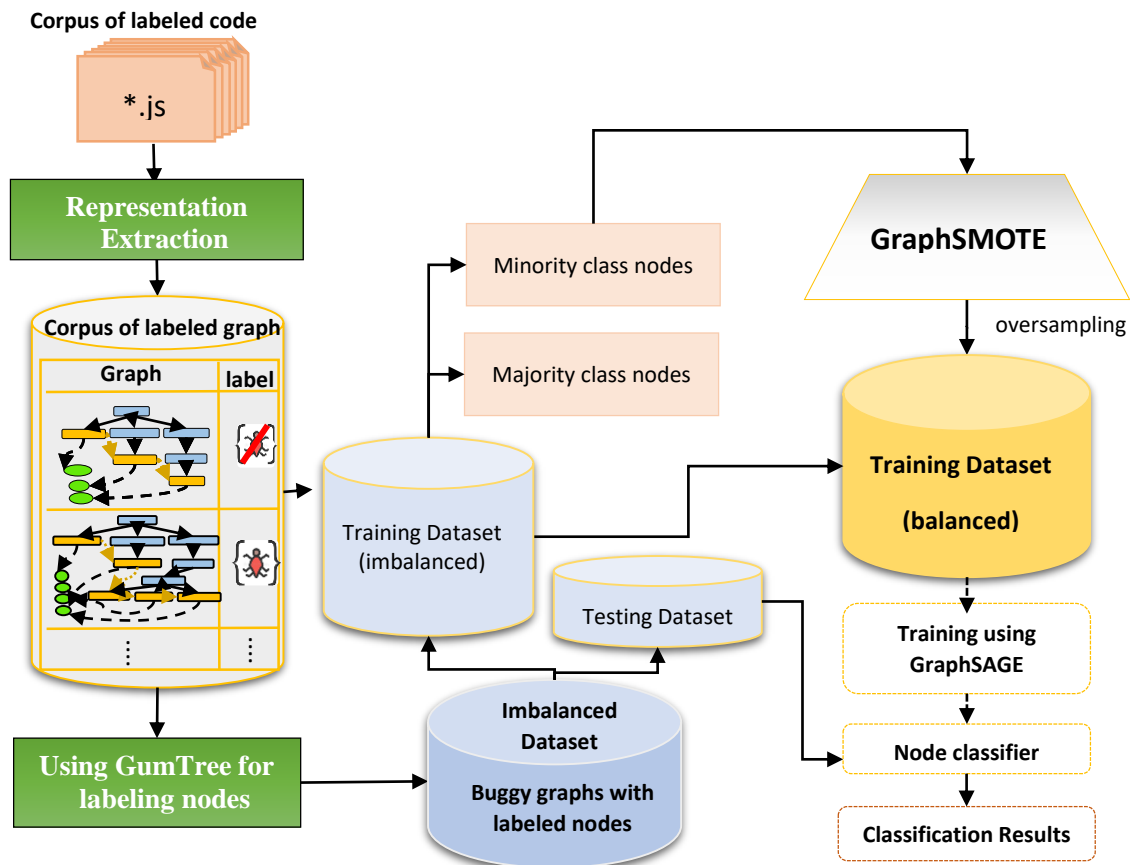 Corpus of labeled code
*.js
Representation
Extraction
Corpus of labeled graph
Graph
label
Using GumTree for
labeling nodes
Minority class nodes
Majority class nodes
Training Dataset
(imbalanced)
Testing Dataset
Imbalanced
Dataset
Buggy graphs with
labeled nodes
GraphSMOTE
oversampling
Training Dataset
(balanced)
Training using
GraphSAGE
Node classifier
Classification Results